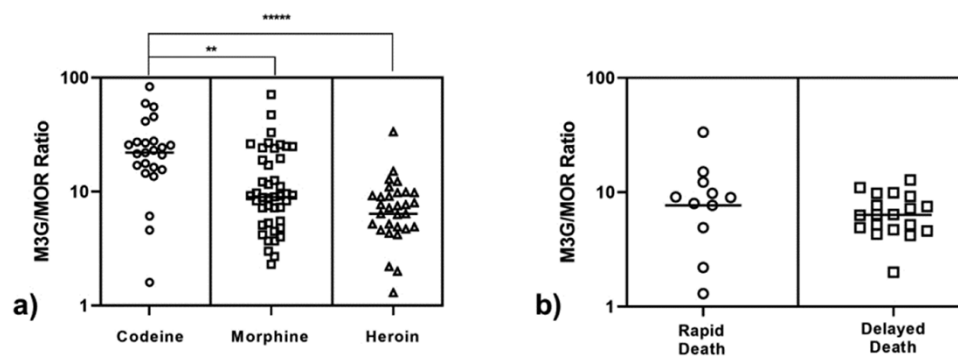 *****
**
100
10
1
M3G/MOR Ratio
Codeine Morphine Heroin
a)
100
10
1
M3G/MOR Ratio
Rapid
Death
Delayed
Death
b)